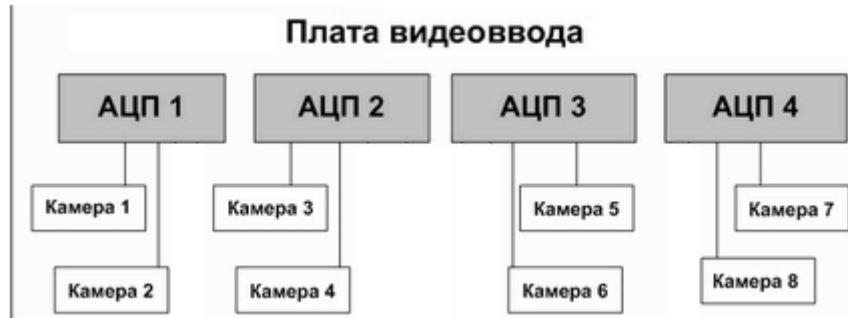 Плата видеоввода
АЦП 1 АЦП 2 АЦП 3 АЦП 4
Камера 1 Камера 3 Камера 5 Камера 7
Камера 2 Камера 4 Камера 6 Камера 8